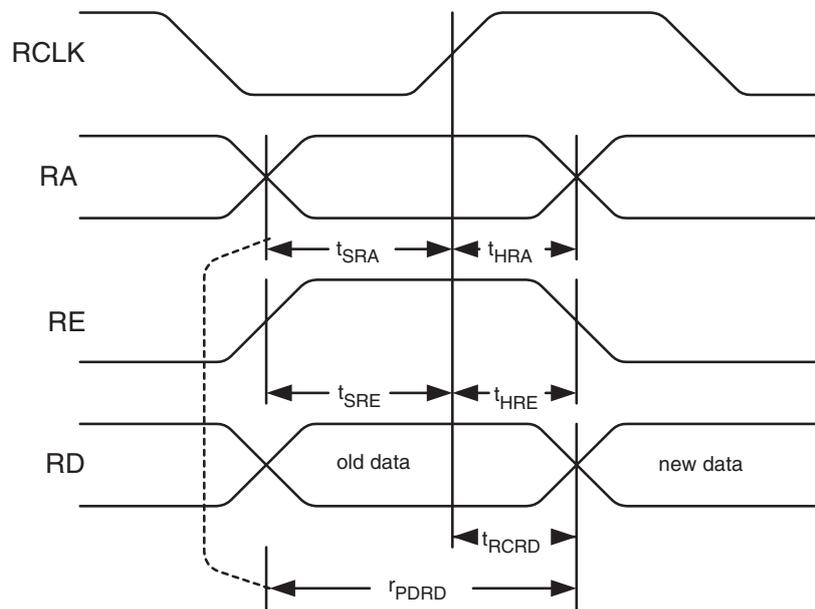 RCLK
RA
tSRA
tHRA
RE
tSRE
tHRE
RD
old data
new data
tRCRD
rPDRD